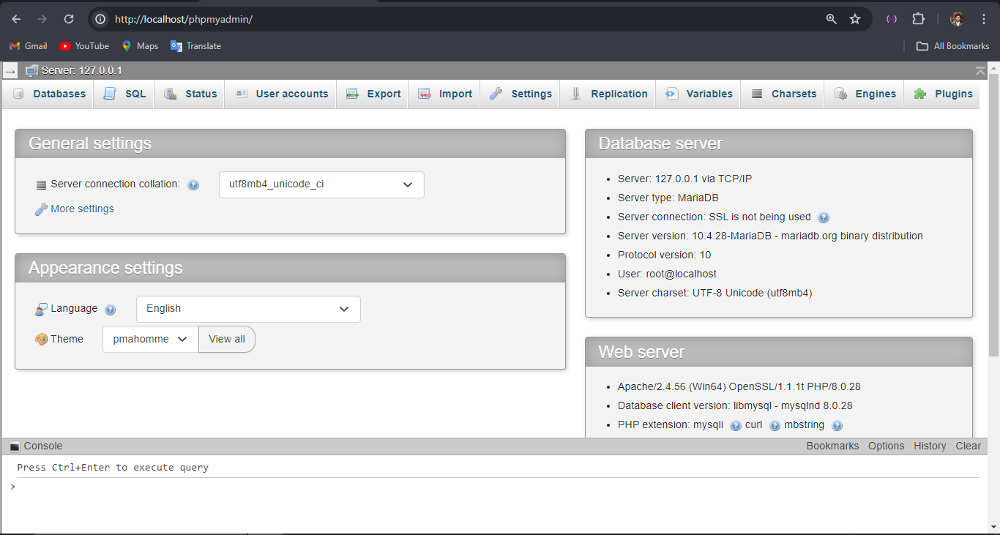 http://localhost/phpmyadmin/
Gmail YouTube Maps Translate All Bookmarks
Server: 127.0.0.1
Databases SQL Status User accounts Export Import Settings Replication Variables Charsets Engines Plugins
General settings
Server connection collation: utf8mb4_unicode_ci
More settings
Appearance settings
Language English
Theme pmahomme View all
Database server
Server: 127.0.0.1 via TCP/IP
Server type: MariaDB
Server connection: SSL is not being used
Server version: 10.4.28-MariaDB - mariadb.org binary distribution
Protocol version: 10
User: root@localhost
Server charset: UTF-8 Unicode (utf8mb4)
Web server
Apache/2.4.56 (Win64) OpenSSL/1.1.1t PHP/8.0.28
Database client version: libmysql - mysqlnd 8.0.28
PHP extension: mysqli curl mbstring
Console Bookmarks Options History Clear
Press Ctrl+Enter to execute query
>